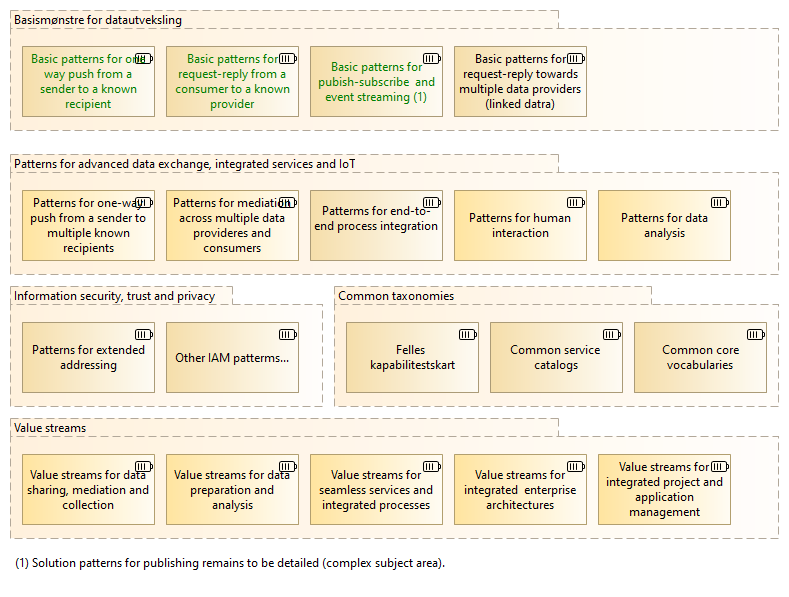 Basismønstre for datautveksling
Basic patterns for one
way push from a
sender to a known
recipient
Basic patterns for
request-reply from a
consumer to a known
provider
Basic patterns for
pubish-subscribe and
event streaming (1)
Basic patterns for
request-reply towards
multiple data providers
(linked datra)
Patterns for advanced data exchange, integrated services and IoT
Patterns for one-way
push from a sender to
multiple known
recipients
Patterns for mediation
across multiple data
provideres and
consumers
Patterms for end-to-
end process integration
Patterns for human
interaction
Patterns for data
analysis
Information security, trust and privacy
Patterns for extended
addressing
Other IAM patterms...
Common taxonomies
Felles
kapabilitestskart
Common service
catalogs
Common core
vocabularies
Value streams
Value streams for data
sharing, mediation and
collection
Value streams for data
preparation and
analysis
Value streams for
seamless services and
integrated processes
Value streams for
integrated enterprise
architectures
Value streams for
integrated project and
application
management
(1) Solution patterns for publishing remains to be detailed (complex subject area).